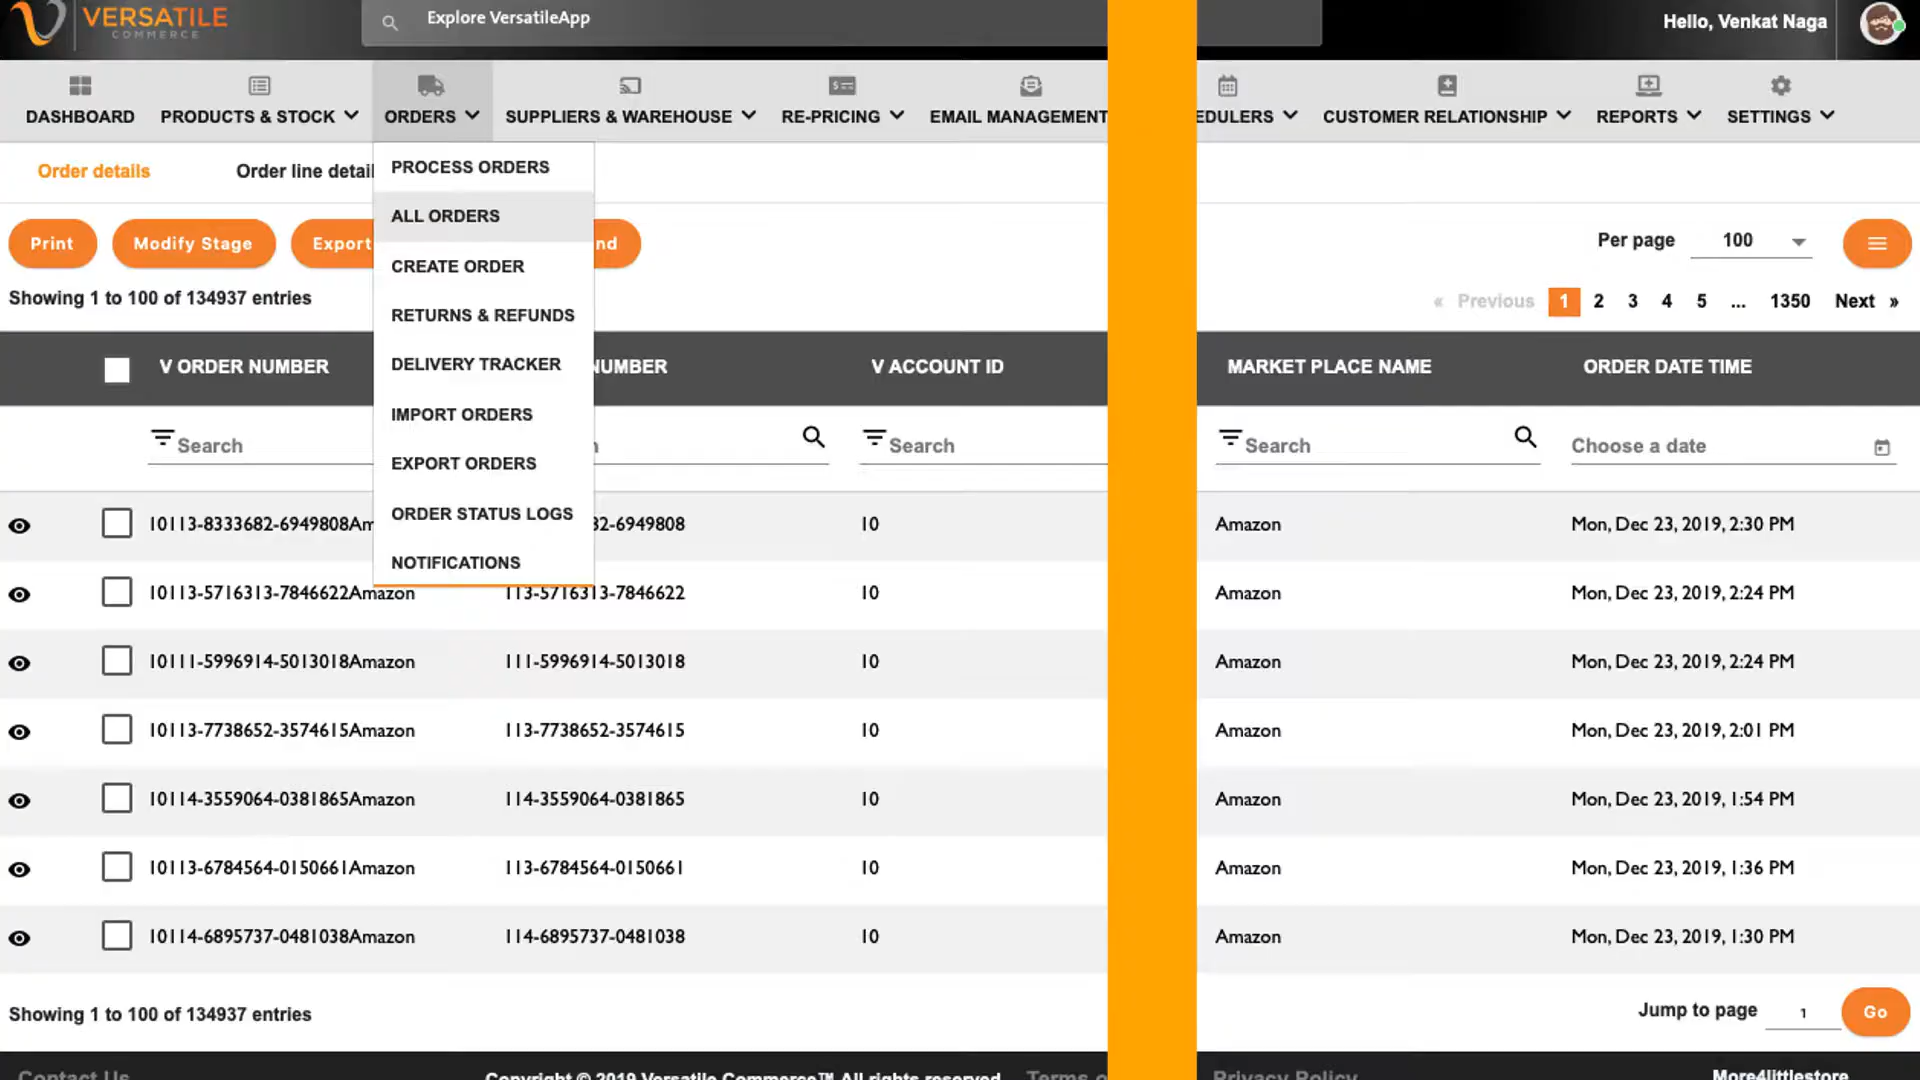 VERSATILE
COMMERCE
Explore VersatileApp
Hello, Venkat Naga
DASHBOARD
PRODUCTS & STOCK
ORDERS
SUPPLIERS & WAREHOUSE
RE-PRICING
EMAIL MANAGEMENT
EDULERS
CUSTOMER RELATIONSHIP
REPORTS
SETTINGS
Order details
Order line detail
PROCESS ORDERS
ALL ORDERS
CREATE ORDER
RETURNS & REFUNDS
DELIVERY TRACKER
IMPORT ORDERS
EXPORT ORDERS
ORDER STATUS LOGS
NOTIFICATIONS
Print
Modify Stage
Export
nd
Per page 100
Showing 1 to 100 of 134937 entries
« Previous 1 2 3 4 5 ... 1350 Next »
V ORDER NUMBER
NUMBER
V ACCOUNT ID
MARKET PLACE NAME
ORDER DATE TIME
Search
Search
Search
Choose a date
10113-8333682-6949808Am 32-6949808 10 Amazon Mon, Dec 23, 2019, 2:30 PM
10113-5716313-7846622Amazon 113-5716313-7846622 10 Amazon Mon, Dec 23, 2019, 2:24 PM
10111-5996914-5013018Amazon 111-5996914-5013018 10 Amazon Mon, Dec 23, 2019, 2:24 PM
10113-7738652-3574615Amazon 113-7738652-3574615 10 Amazon Mon, Dec 23, 2019, 2:01 PM
10114-3559064-0381865Amazon 114-3559064-0381865 10 Amazon Mon, Dec 23, 2019, 1:54 PM
10113-6784564-0150661Amazon 113-6784564-0150661 10 Amazon Mon, Dec 23, 2019, 1:36 PM
10114-6895737-0481038Amazon 114-6895737-0481038 10 Amazon Mon, Dec 23, 2019, 1:30 PM
Showing 1 to 100 of 134937 entries
Jump to page 1 Go
Contact Us
Copyright © 2019 Versatile Commerce™ All rights reserved
Terms o
Privacy Policy
More4littlestore